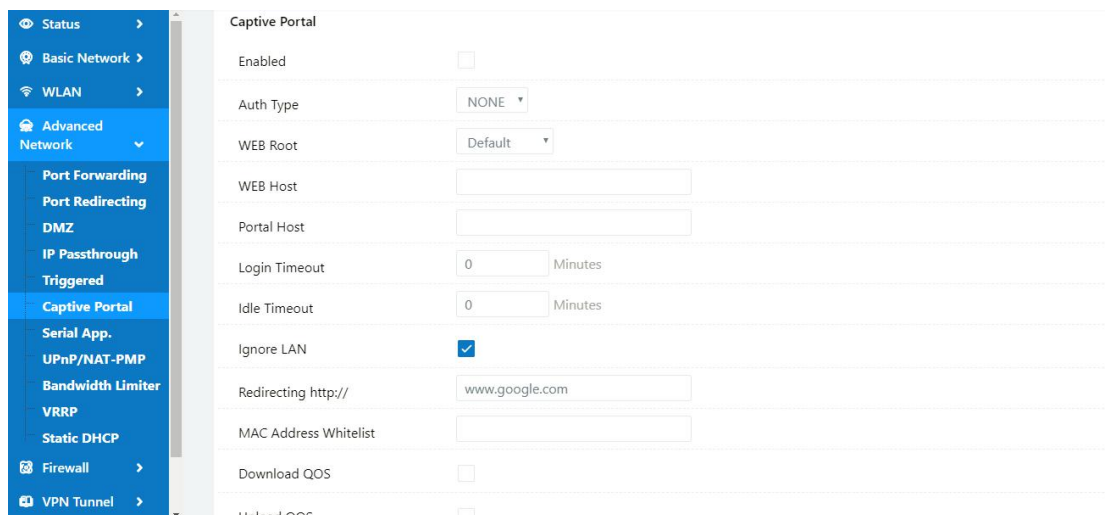 Status
Basic Network
WLAN
Advanced
Network
Port Forwarding
Port Redirecting
DMZ
IP Passthrough
Triggered
Captive Portal
Serial App.
UPnP/NAT-PMP
Bandwidth Limiter
VRRP
Static DHCP
Firewall
VPN Tunnel
Captive Portal
Enabled
Auth Type NONE
WEB Root Default
WEB Host
Portal Host
Login Timeout 0 Minutes
Idle Timeout 0 Minutes
Ignore LAN
Redirecting http:// www.google.com
MAC Address Whitelist
Download QOS